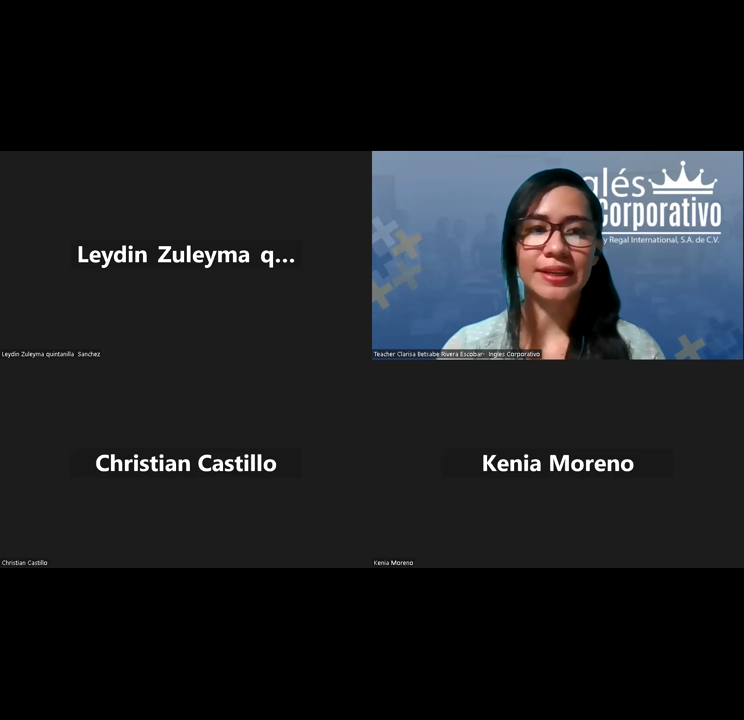 Leydin Zuleyma q...
Leydin Zuleyma quintanilla Sanchez
glés
Corporativo
y Regal International, S.A. de C.V.
Teacher Clarisa Betsabe Rivera Escobar- Ingles Corporativo
Christian Castillo
Christian Castillo
Kenia Moreno
Kenia Moreno